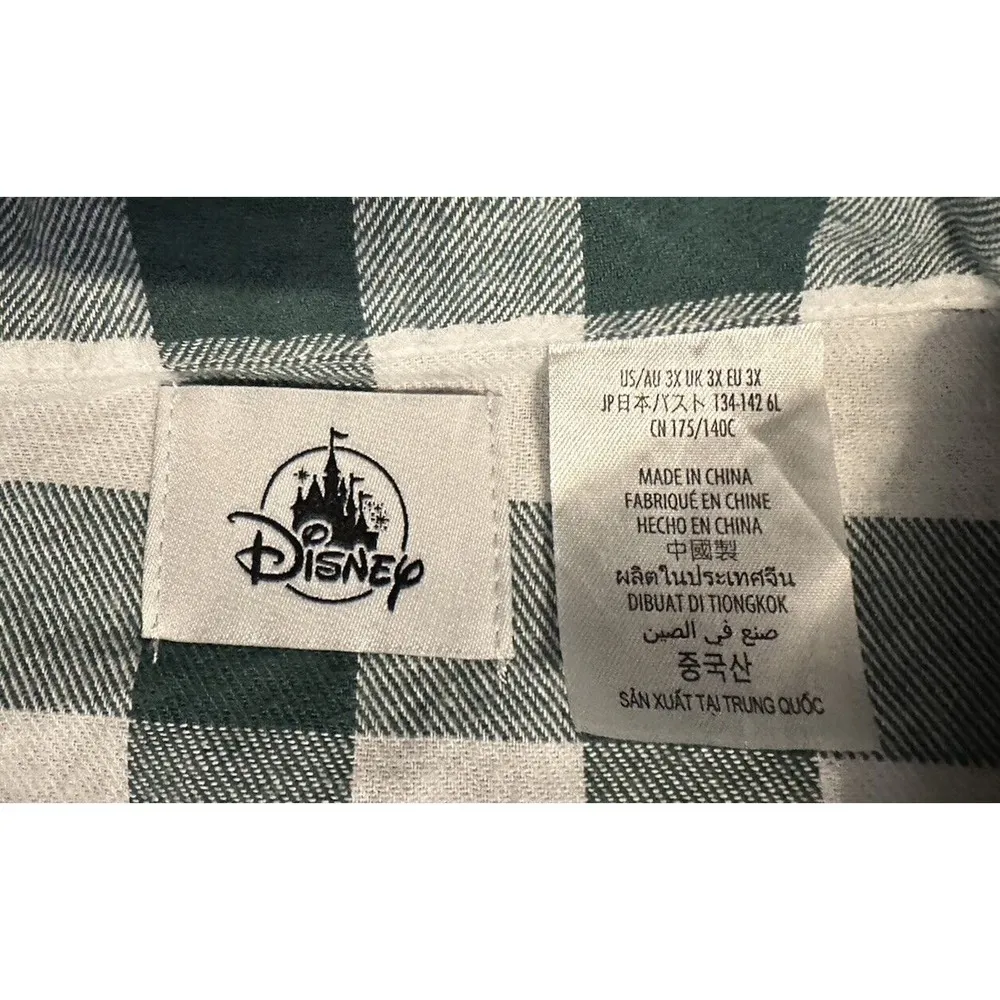 Disney
US/AU 3X UK 3X EU 3X
JP日本バスト 134-142 6L
CN 175/140C
MADE IN CHINA
FABRIQUÉ EN CHINE
HECHO EN CHINA
中國製
ผลิตในประเทศจีน
DIBUAT DI TIONGKOK
صنع في الصين
중국산
SẢN XUẤT TẠI TRUNG QUỐC